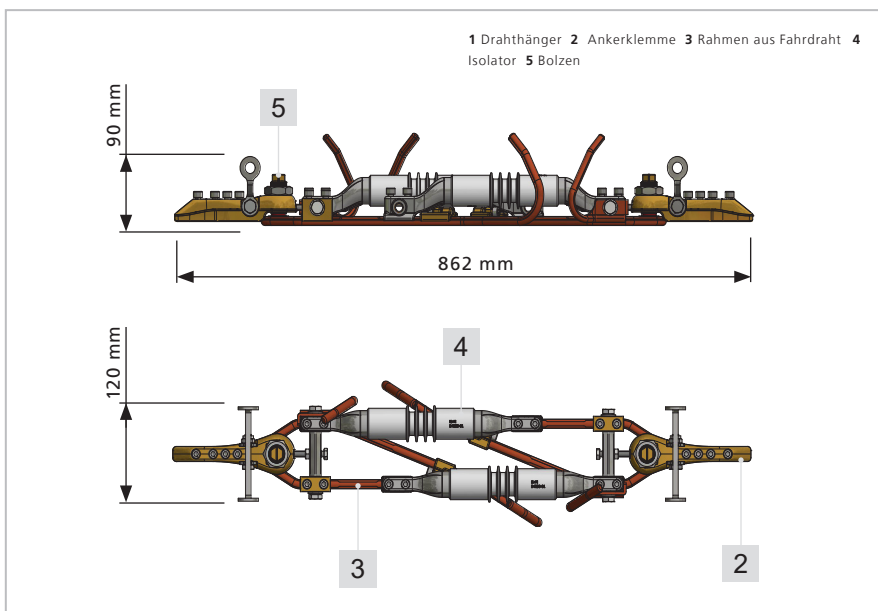 1 Drahthänger 2 Ankerklemme 3 Rahmen aus Fahrdraht 4
Isolator 5 Bolzen
90 mm
5
862 mm
120 mm
4
3
2